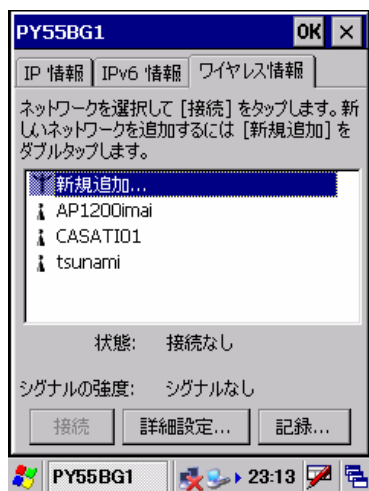 PY55BG1 OK ×
IP 情報 IPv6 情報 ワイヤレス情報
ネットワークを選択して [接続] をタップします。新
しいネットワークを追加するには [新規追加] を
ダブルタップします。
新規追加...
AP1200imai
CASATI01
tsunami
状態: 接続なし
シグナルの強度: シグナルなし
接続 詳細設定... 記録...
PY55BG1 23:13